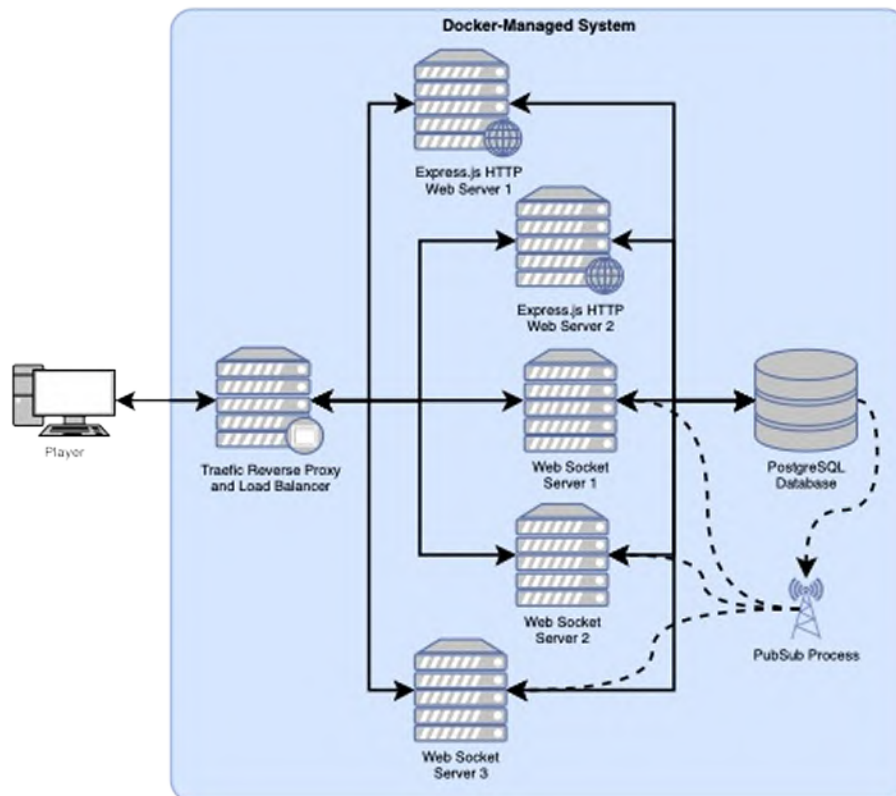 Docker-Managed System
Express.js HTTP
Web Server 1
Express.js HTTP
Web Server 2
Player
Traefic Reverse Proxy
and Load Balancer
Web Socket
Server 1
PostgreSQL
Database
Web Socket
Server 2
PubSub Process
Web Socket
Server 3